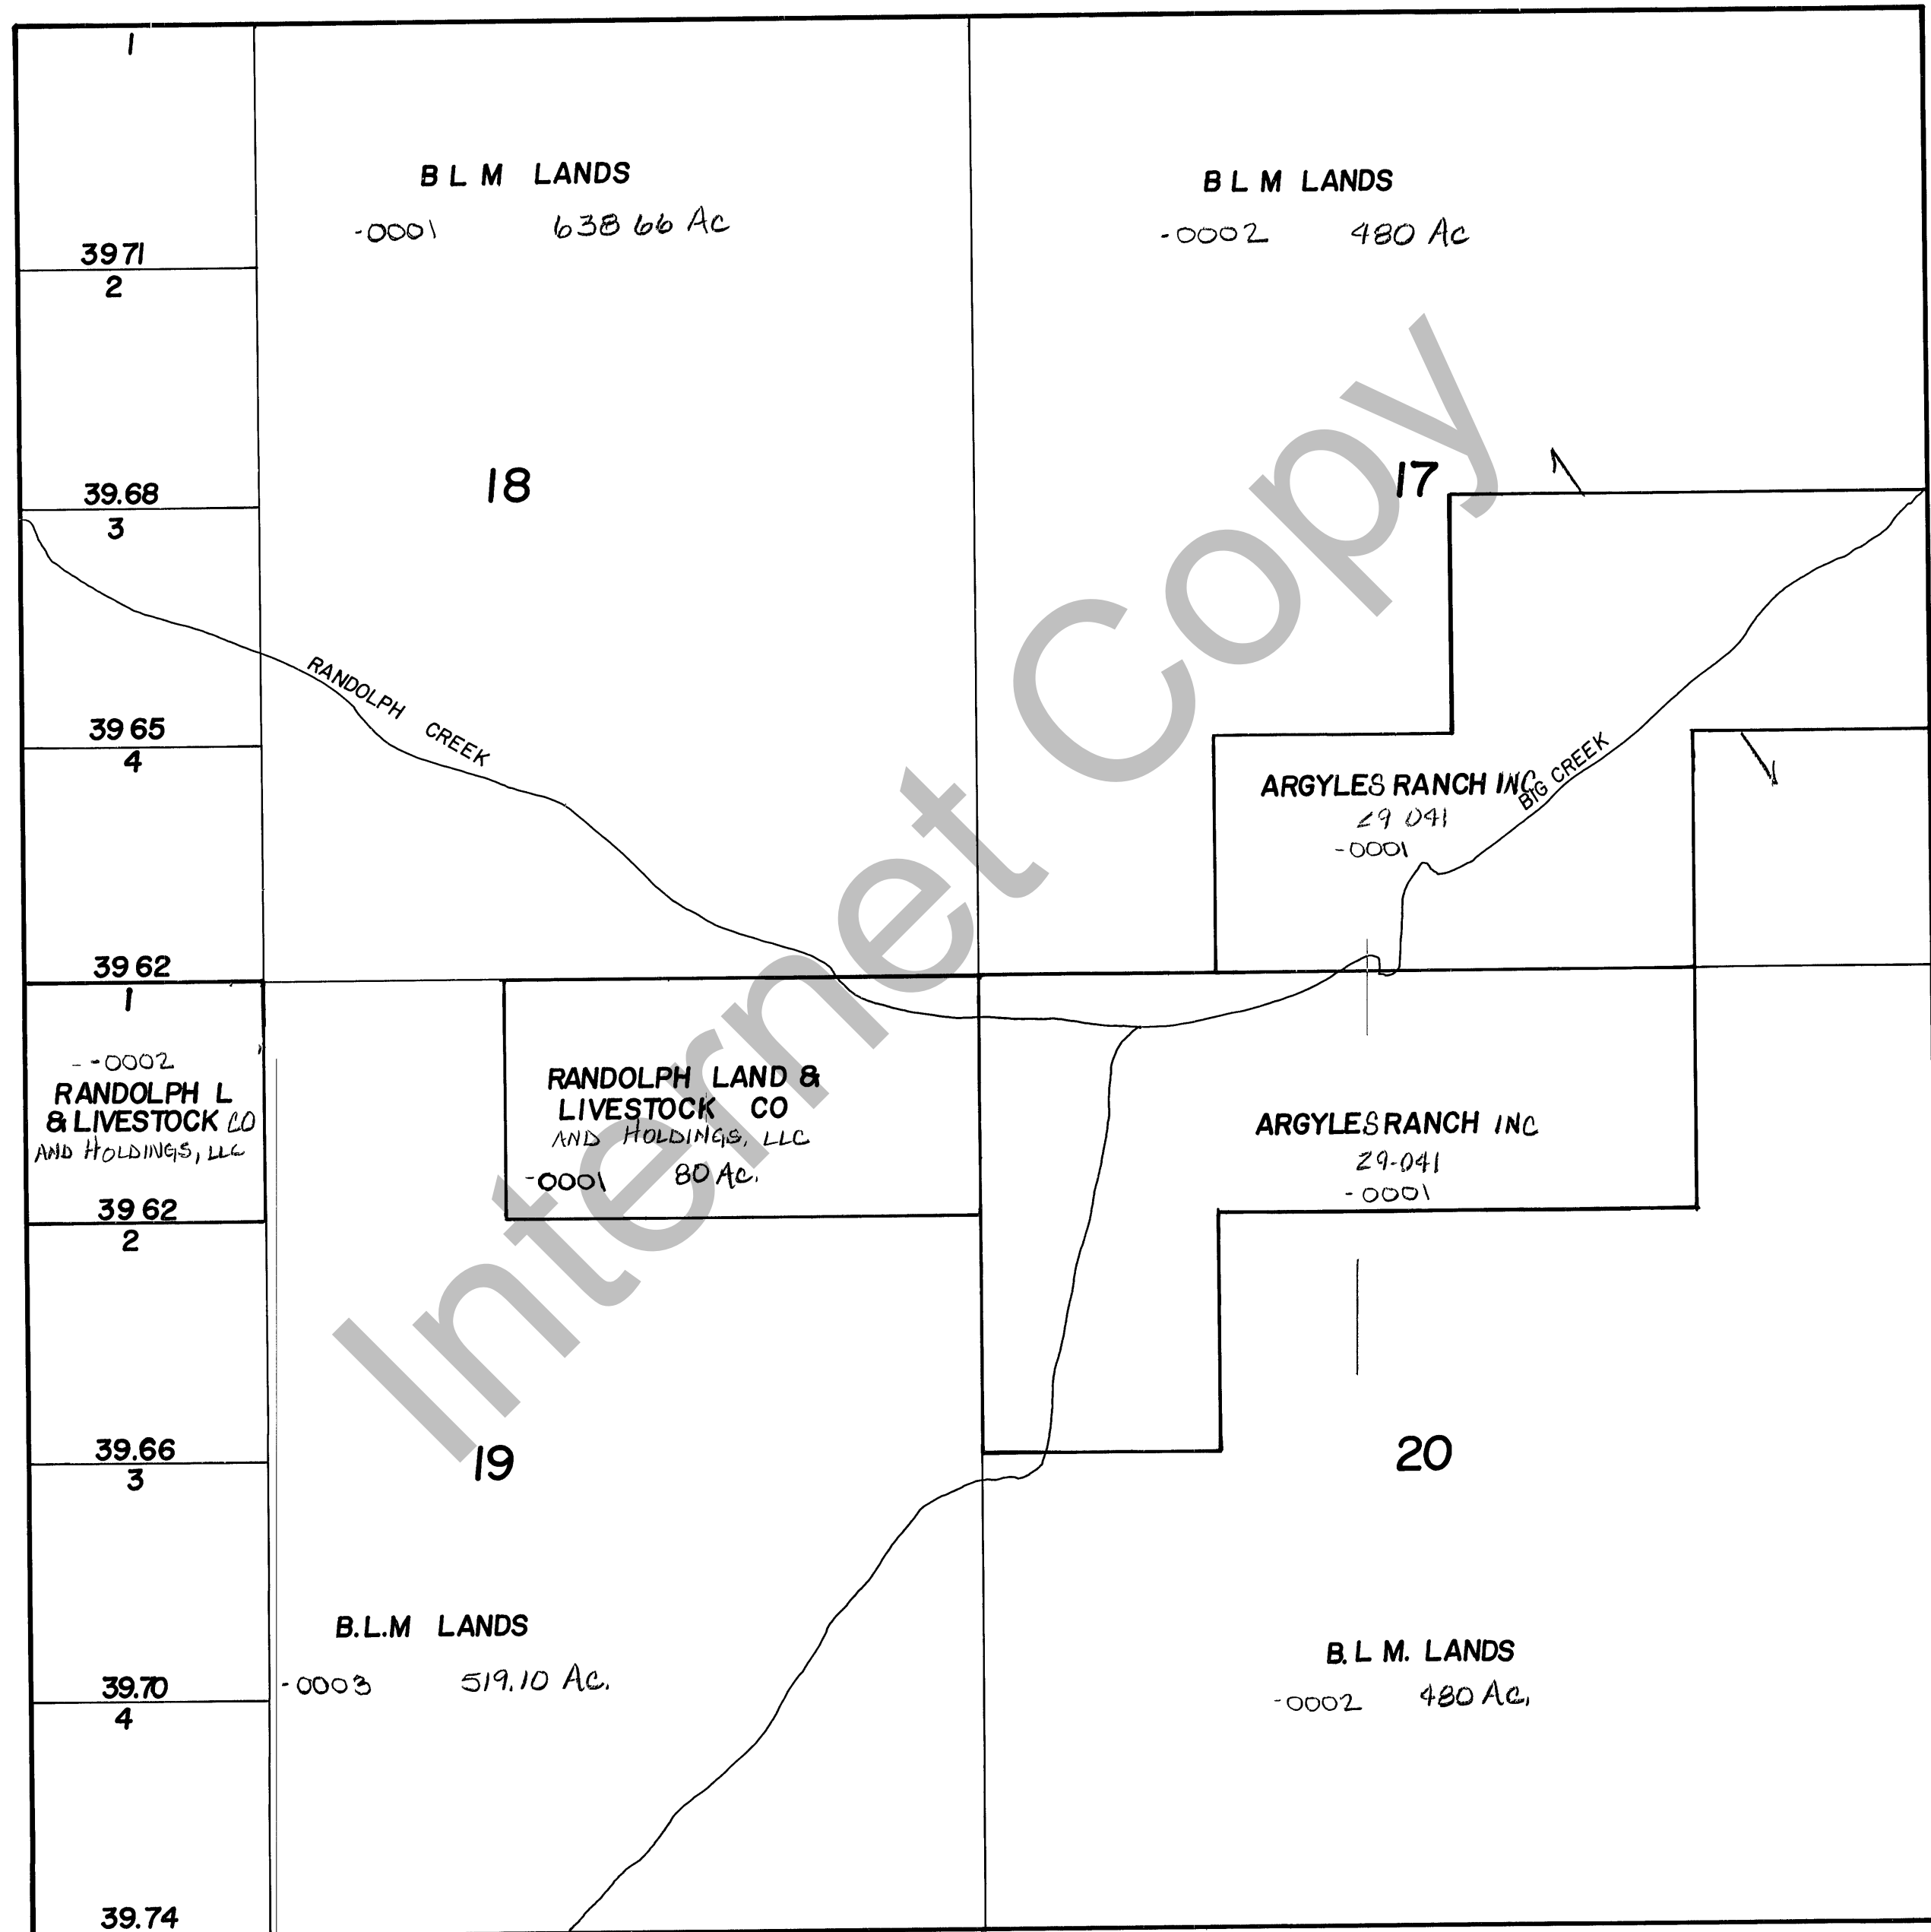 1
B L M LANDS
-0001 638 66 Ac
39 71
2
18
39.68
3
RANDOLPH CREEK
39 65
4
39 62
B L M LANDS
-0002 480 Ac
17
ARGYLES RANCH INC
29 041
-0001
BIG CREEK
1
--0002
RANDOLPH L
& LIVESTOCK CO
AND HOLDINGS, LLC
39 62
2
RANDOLPH LAND &
LIVESTOCK CO
AND HOLDINGS, LLC
-0001 80 Ac.
39.66
3
19
B.L.M LANDS
-0003 519.10 Ac.
39.70
4
39.74
ARGYLES RANCH INC
29-041
-0001
20
B. L M. LANDS
-0002 480 Ac.
Internet Copy